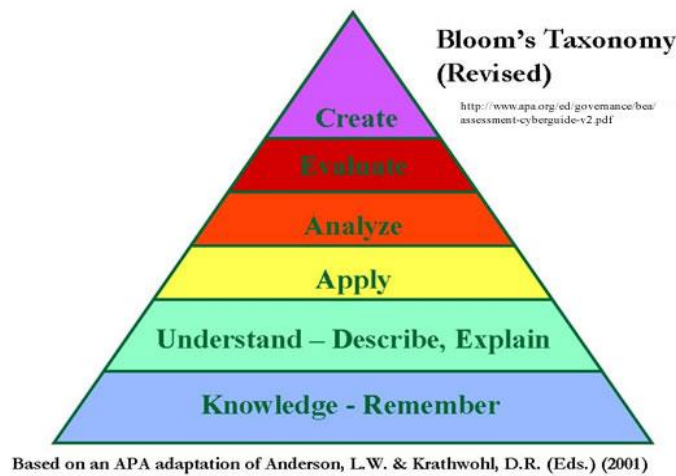 Bloom's Taxonomy
(Revised)
http://www.apa.org/ed/governance/bea/
assessment-cyberguide-v2.pdf
Create
Evaluate
Analyze
Apply
Understand – Describe, Explain
Knowledge - Remember
Based on an APA adaptation of Anderson, L.W. & Krathwohl, D.R. (Eds.) (2001)